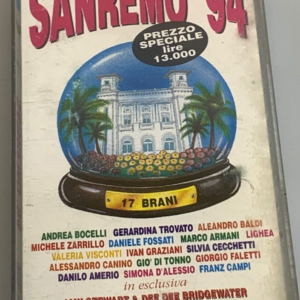 SANREMO '94
PREZZO
SPECIALE
lire
13.000
17 BRANI
ANDREA BOCELLI GERARDINA TROVATO ALEANDRO BALDI
MICHELE ZARRILLO DANIELE FOSSATI MARCO ARMANI LIGHEA
VALERIA VISCONTI IVAN GRAZIANI SILVIA CECCHETTI
ALESSANDRO CANINO GIO' DI TONNO GIORGIO FALETTI
DANILO AMERIO SIMONA D'ALESSIO FRANZ CAMPI
in esclusiva
STEWART & DEE DEE BRIDGEWATER